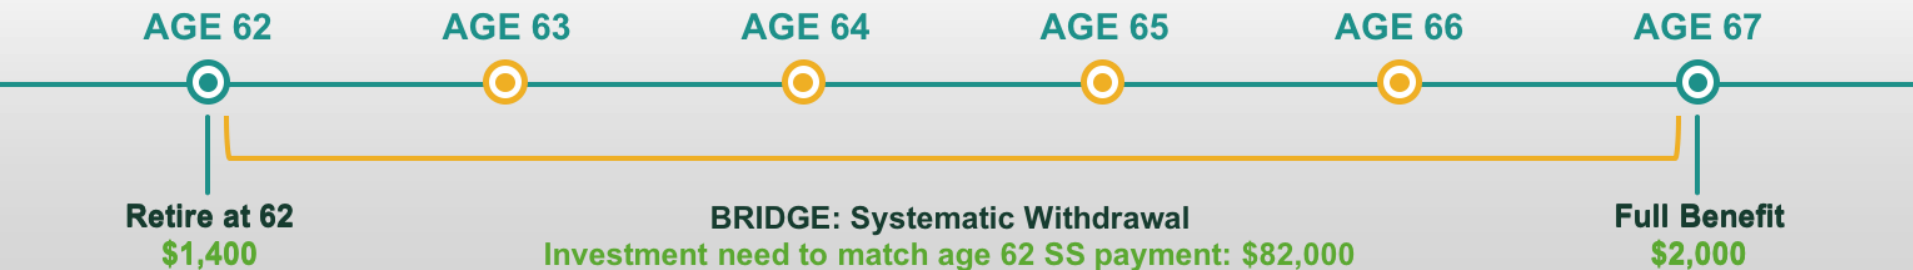 AGE 62
AGE 63
AGE 64
AGE 65
AGE 66
AGE 67
Retire at 62
$1,400
BRIDGE: Systematic Withdrawal
Investment need to match age 62 SS payment: $82,000
Full Benefit
$2,000